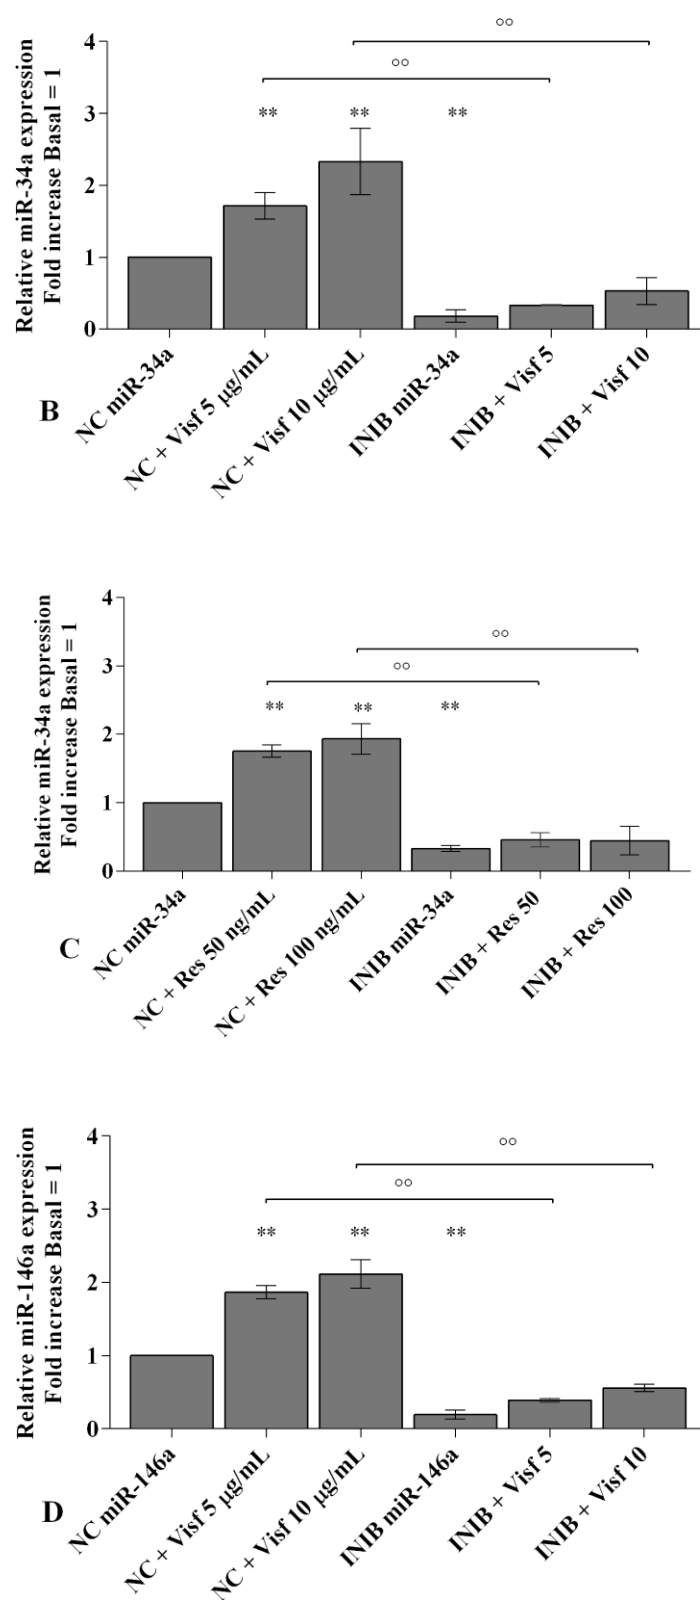 Relative miR-34a expression
Fold increase Basal = 1
4
3
2
1
0
°°
°°
** ** **
NC miR-34a
NC + Visf 5 µg/mL
NC + Visf 10 µg/mL
INIB miR-34a
INIB + Visf 5
INIB + Visf 10
B
Relative miR-34a expression
Fold increase Basal = 1
4
3
2
1
0
°°
°°
** ** **
NC miR-34a
NC + Res 50 ng/mL
NC + Res 100 ng/mL
INIB miR-34a
INIB + Res 50
INIB + Res 100
C
Relative miR-146a expression
Fold increase Basal = 1
4
3
2
1
0
°°
°°
** ** **
NC miR-146a
NC + Visf 5 µg/mL
NC + Visf 10 µg/mL
INIB miR-146a
INIB + Visf 5
INIB + Visf 10
D